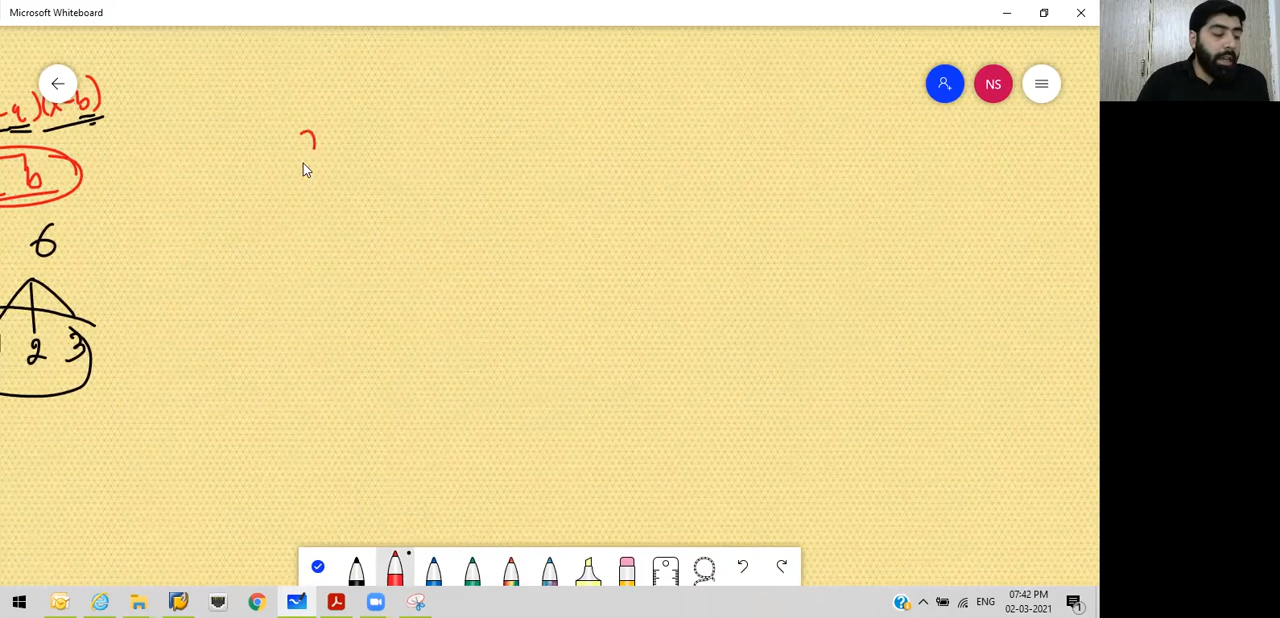 Microsoft Whiteboard
-a)(x-b)
b
6
2 3
NS
ENG
07:42 PM
02-03-2021